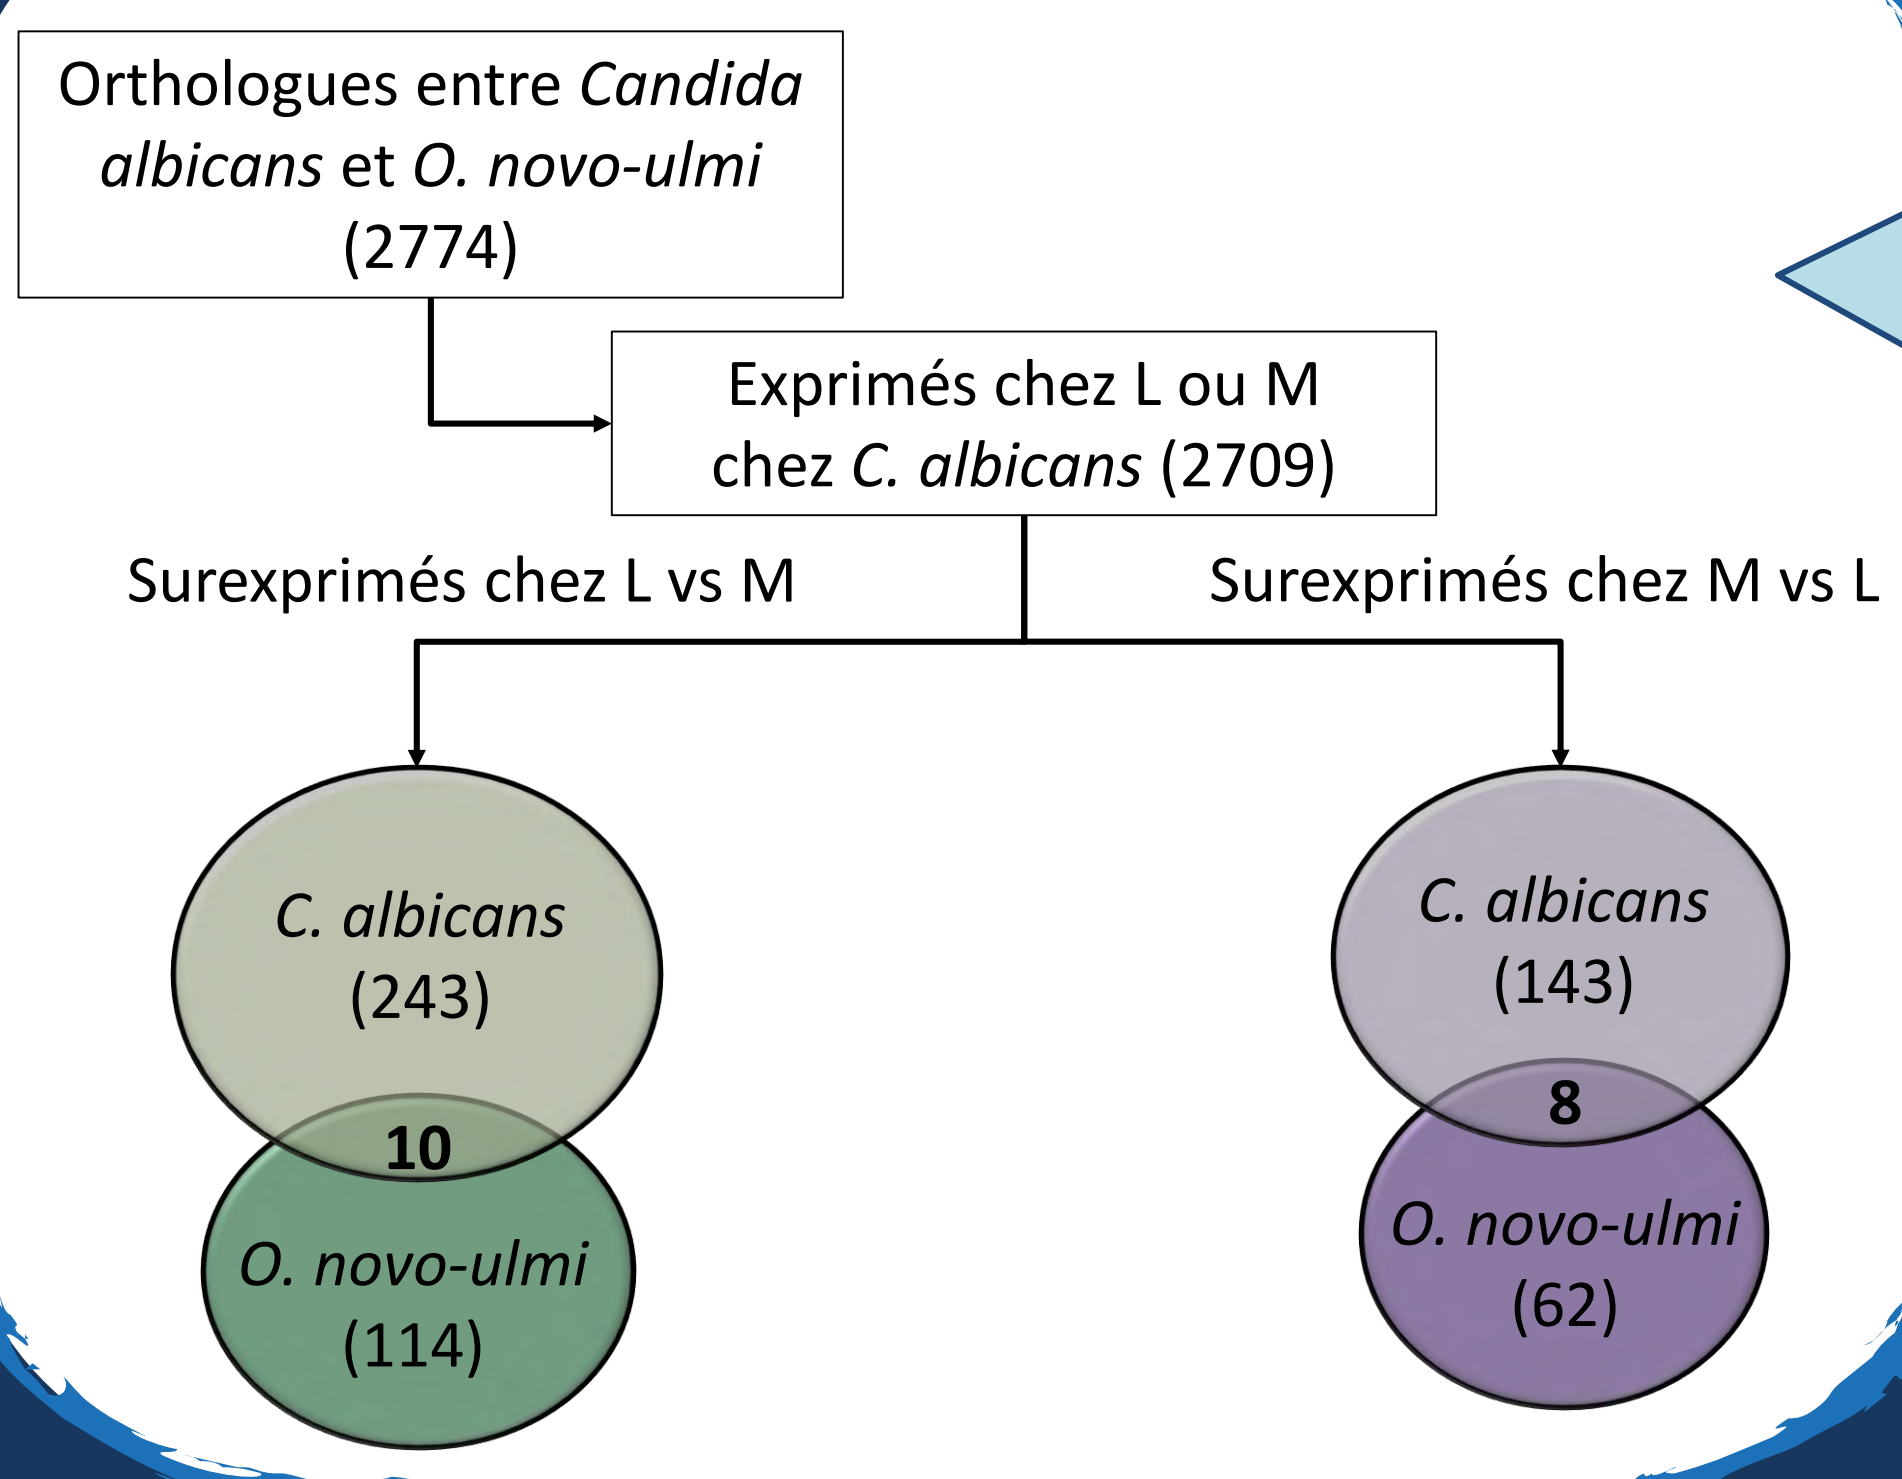 Orthologues entre Candida
albicans et O. novo-ulmi
(2774)
Exprimés chez L ou M
chez C. albicans (2709)
Surexprimés chez L vs M
Surexprimés chez M vs L
C. albicans
(243)
10
O. novo-ulmi
(114)
C. albicans
(143)
8
O. novo-ulmi
(62)